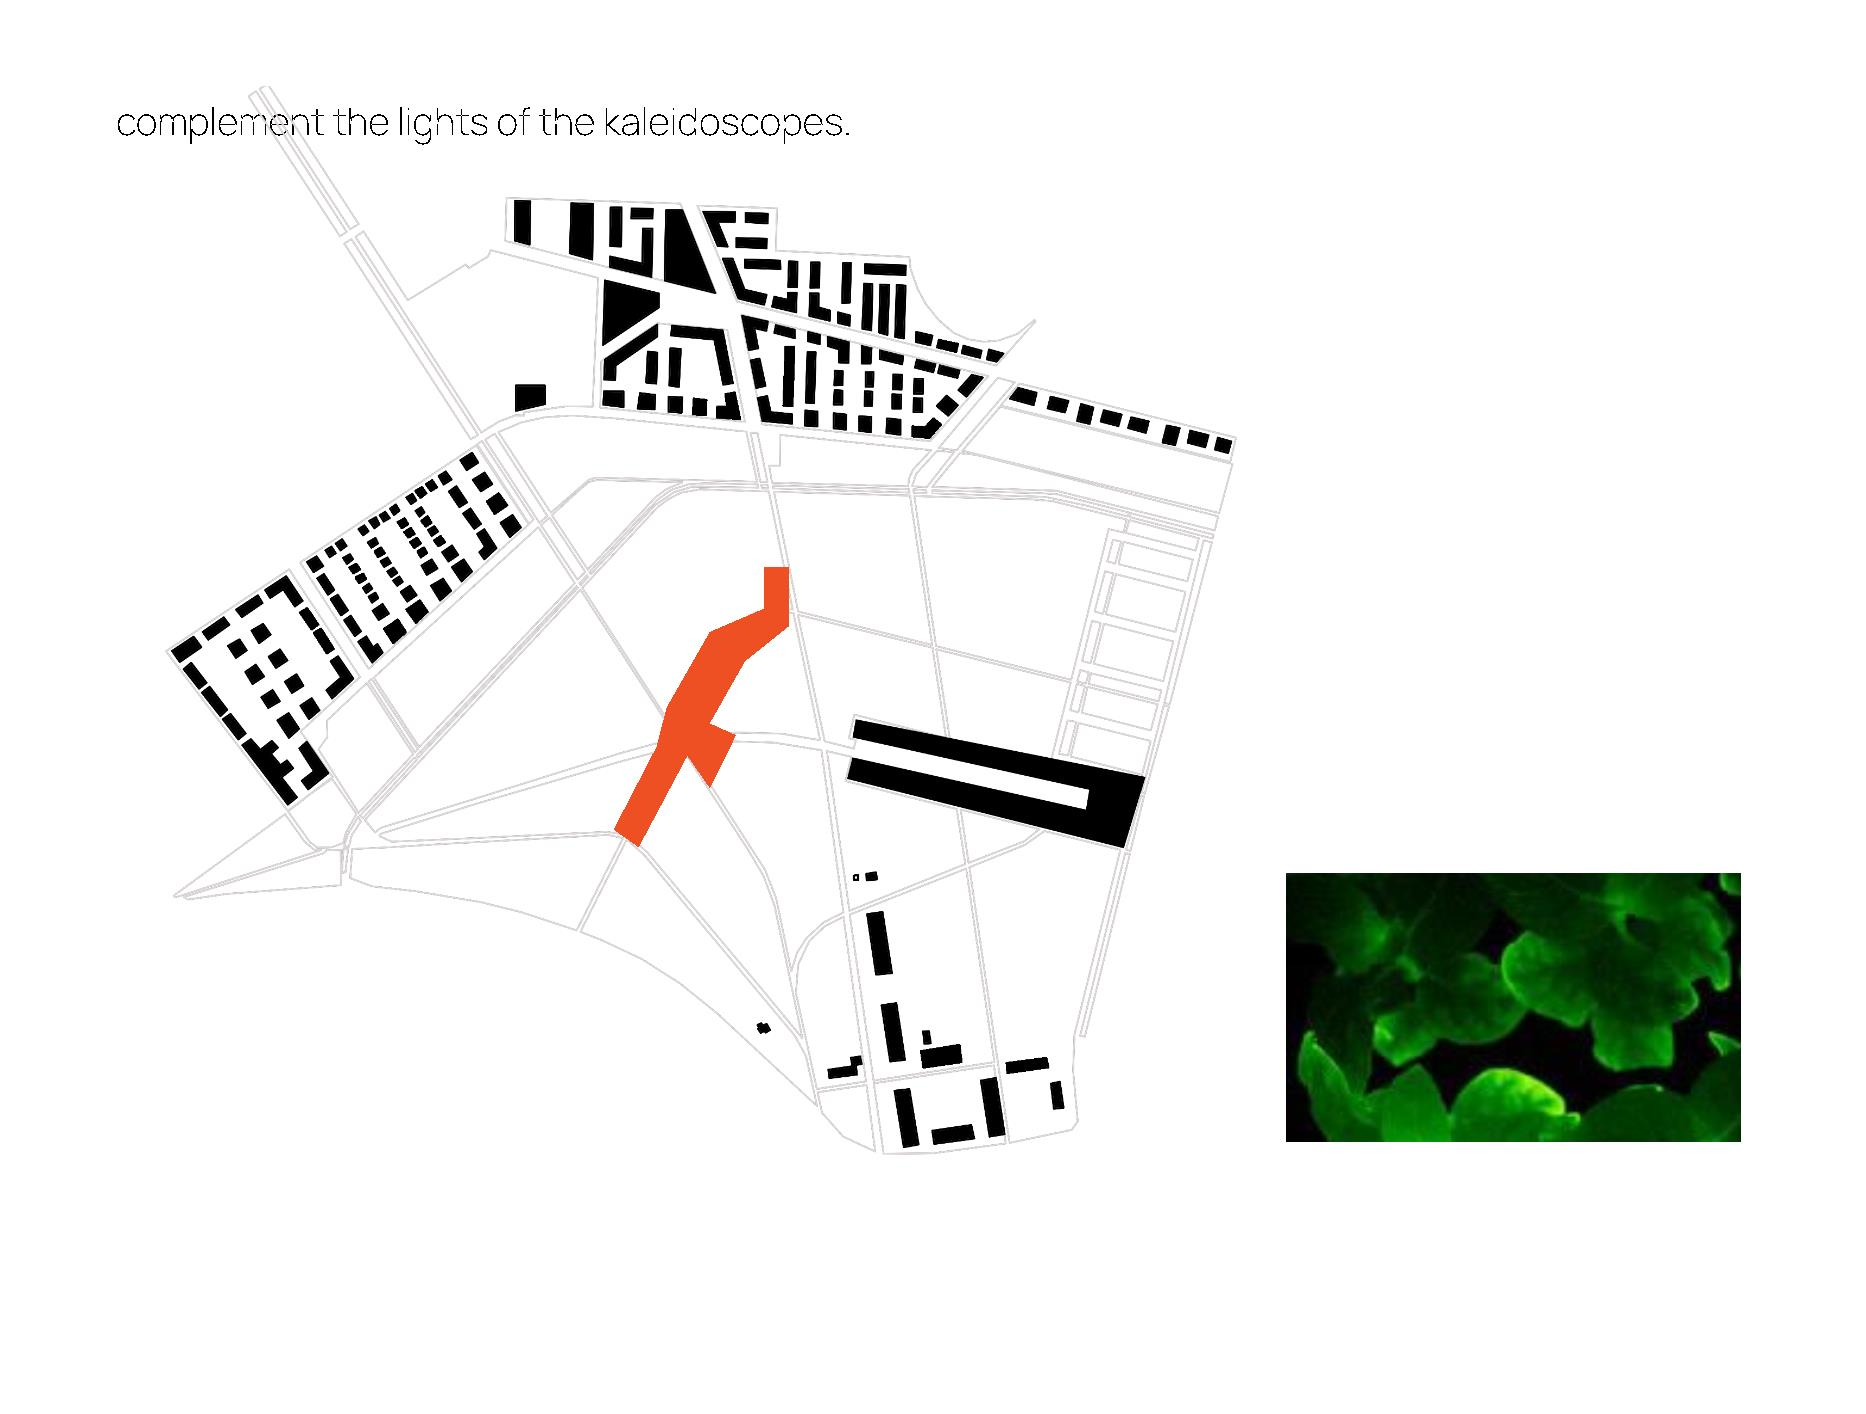 complement the lights of the kaleidoscopes.